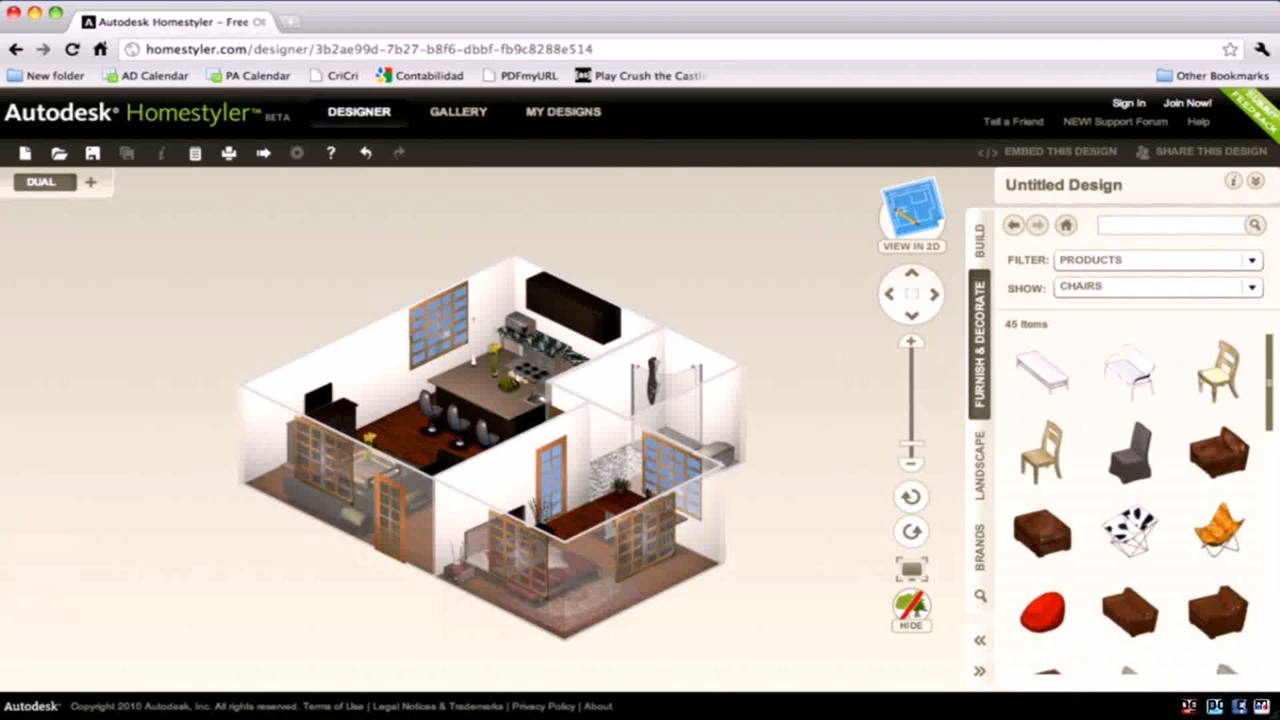 Autodesk Homestyler – Free
homestyler.com/designer/3b2ae99d-7b27-b8f6-dbbf-fb9c8288e514
New folder AD Calendar PA Calendar CriCri Contabilidad PDFmyURL Play Crush the Castl Other Bookmarks
Autodesk® Homestyler™ BETA DESIGNER GALLERY MY DESIGNS
Sign In Join Now!
Tell a Friend NEW! Support Forum Help
FEEDBACK
? </> EMBED THIS DESIGN SHARE THIS DESIGN
DUAL +
Untitled Design
VIEW IN 2D
FILTER: PRODUCTS
SHOW: CHAIRS
45 Items
BUILD
FURNISH & DECORATE
LANDSCAPE
BRANDS
HIDE
Autodesk® Copyright 2010 Autodesk, Inc. All rights reserved. Terms of Use | Legal Notices & Trademarks | Privacy Policy | About